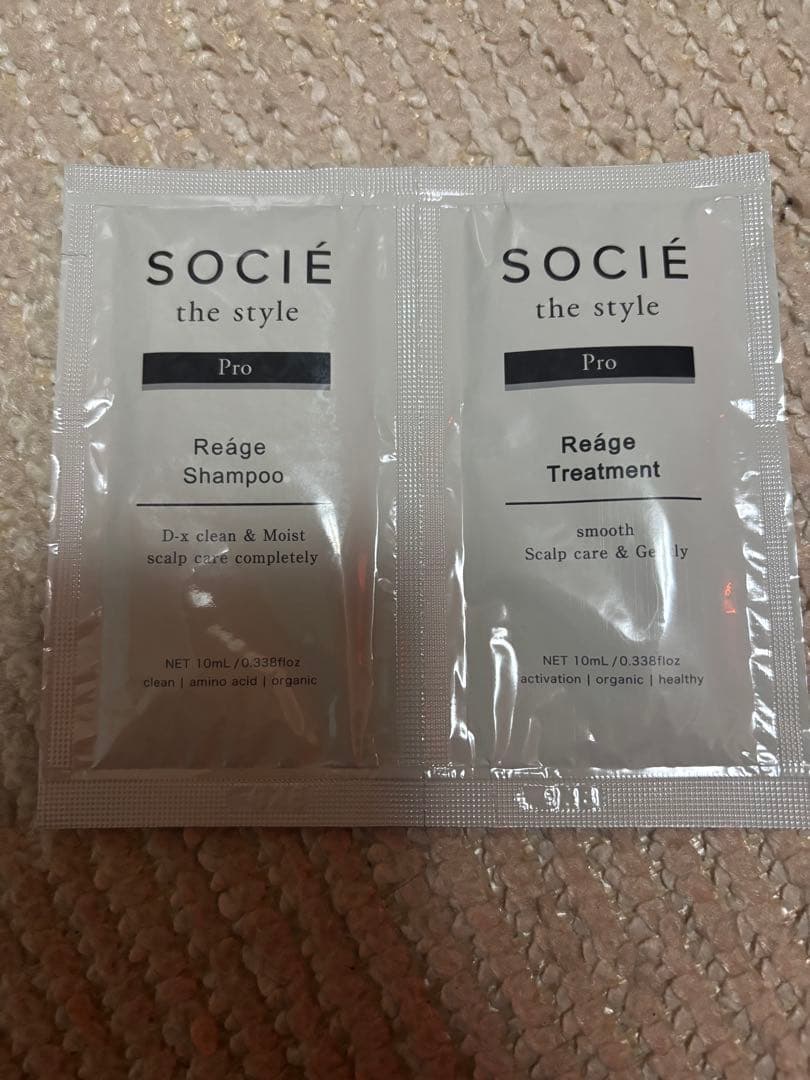 SOCIÉ
the style
Pro
Reáge
Shampoo
D-x clean & Moist
scalp care completely
NET 10mL/0.338floz
clean | amino acid | organic
SOCIÉ
the style
Pro
Reáge
Treatment
smooth
Scalp care & Gently
NET 10mL/0.338floz
activation | organic | healthy